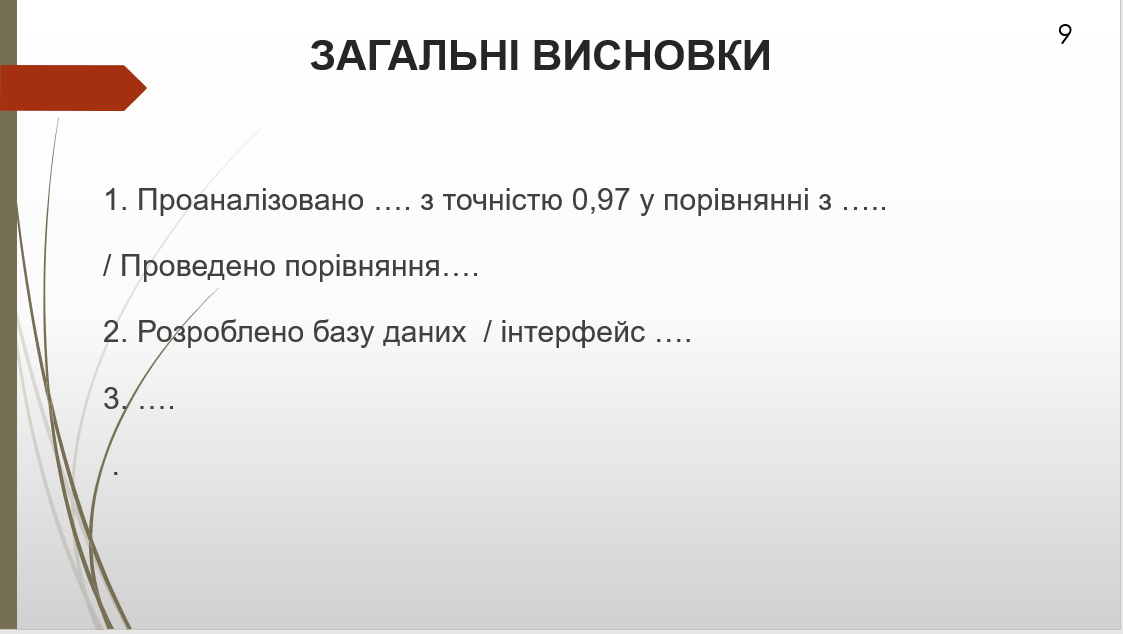 ЗАГАЛЬНІ ВИСНОВКИ
9
1. Проаналізовано …. з точністю 0,97 у порівнянні з …..
/ Проведено порівняння….
2. Розроблено базу даних  / інтерфейс ….
3. ….
.